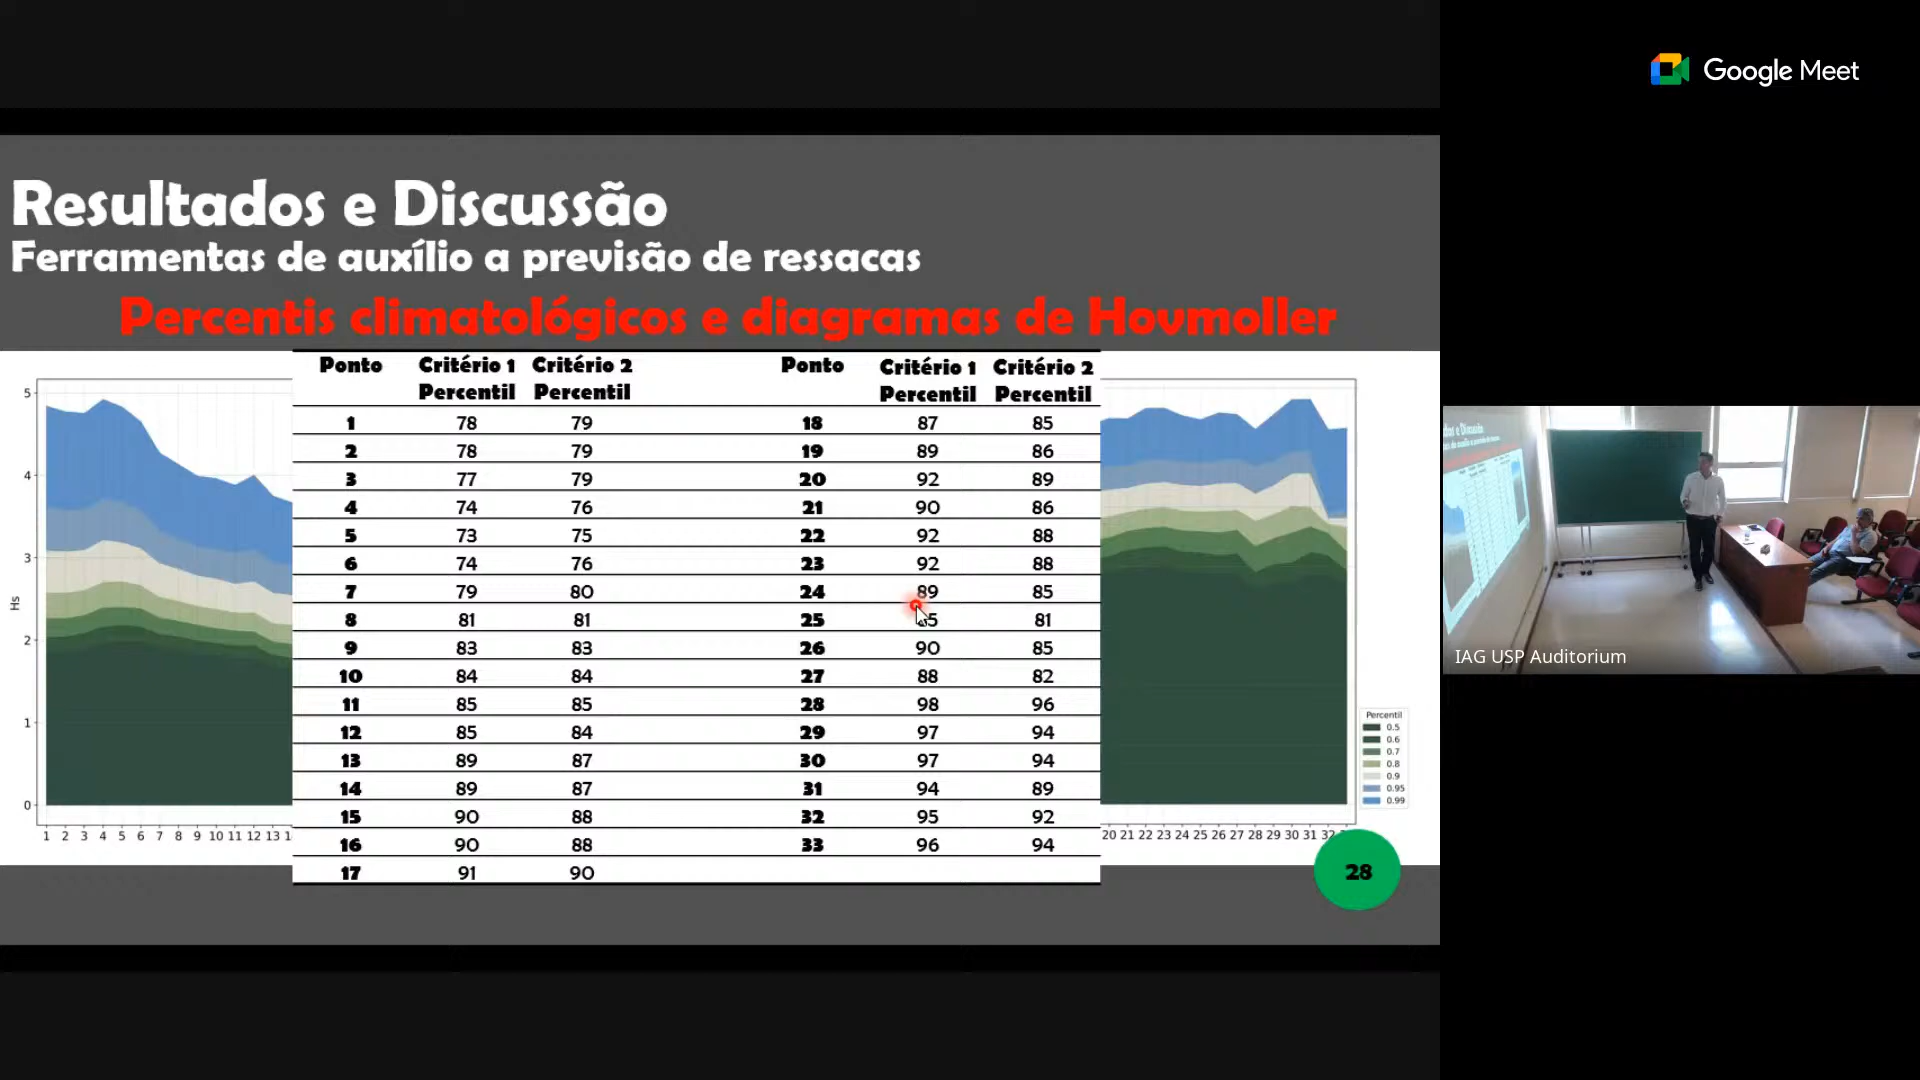 Google Meet
Resultados e Discussão
Ferramentas de auxílio a previsão de ressacas
Percentis climatológicos e diagramas de Hovmoller
Ponto Critério 1 Critério 2 Ponto Critério 1 Critério 2
Percentil Percentil Percentil Percentil
1 78 79 18 87 85
2 78 79 19 89 86
3 77 79 20 92 89
4 74 76 21 90 86
5 73 75 22 92 88
6 74 76 23 92 88
7 79 80 24 89 85
8 81 81 25 5 81
9 83 83 26 90 85
10 84 84 27 88 82
11 85 85 28 98 96
12 85 84 29 97 94
13 89 87 30 97 94
14 89 87 31 94 89
15 90 88 32 95 92
16 90 88 33 96 94
17 91 90
5
4
3
2
1
0
Hs
1 2 3 4 5 6 7 8 9 10 11 12 13
20 21 22 23 24 25 26 27 28 29 30 31 32
Percentil
0.5
0.6
0.7
0.8
0.9
0.95
0.99
28
IAG USP Auditorium